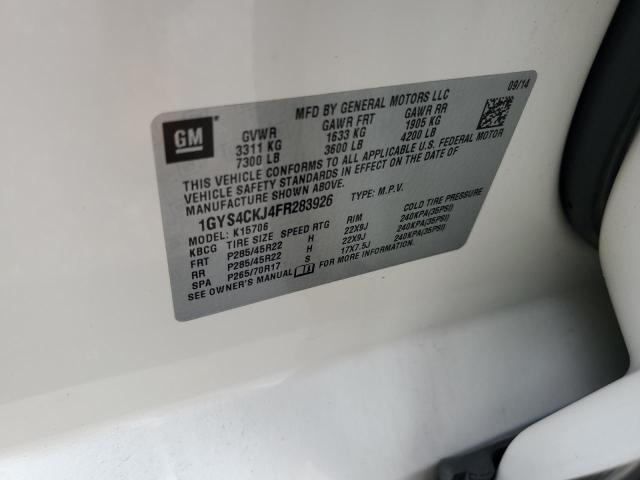 GM
MFD BY GENERAL MOTORS LLC 09/14
GVWR GAWR FRT GAWR RR
3311 KG 1633 KG 1905 KG
7300 LB 3600 LB 4200 LB
THIS VEHICLE CONFORMS TO ALL APPLICABLE U.S. FEDERAL MOTOR
VEHICLE SAFETY STANDARDS IN EFFECT ON THE DATE OF
MANUFACTURE SHOWN ABOVE.
1GYS4CKJ4FR283926 TYPE: M.P.V.
MODEL: K15706
KBCG TIRE SIZE SPEED RTG RIM COLD TIRE PRESSURE
FRT P285/45R22 H 22X9J 240KPA(35PSI)
RR P285/45R22 H 22X9J 240KPA(35PSI)
SPA P265/70R17 S 17X7.5J 240KPA(35PSI)
SEE OWNER'S MANUAL